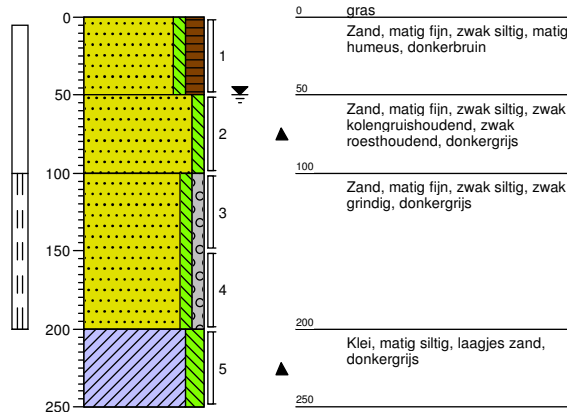 0
50
100
150
200
250
1
2
3
4
5
0
gras
Zand, matig fijn, zwak siltig, matig
humeus, donkerbruin
50
Zand, matig fijn, zwak siltig, zwak
kolengruishoudend, zwak
roesthoudend, donkergrijs
100
Zand, matig fijn, zwak siltig, zwak
grindig, donkergrijs
200
Klei, matig siltig, laagjes zand,
donkergrijs
250